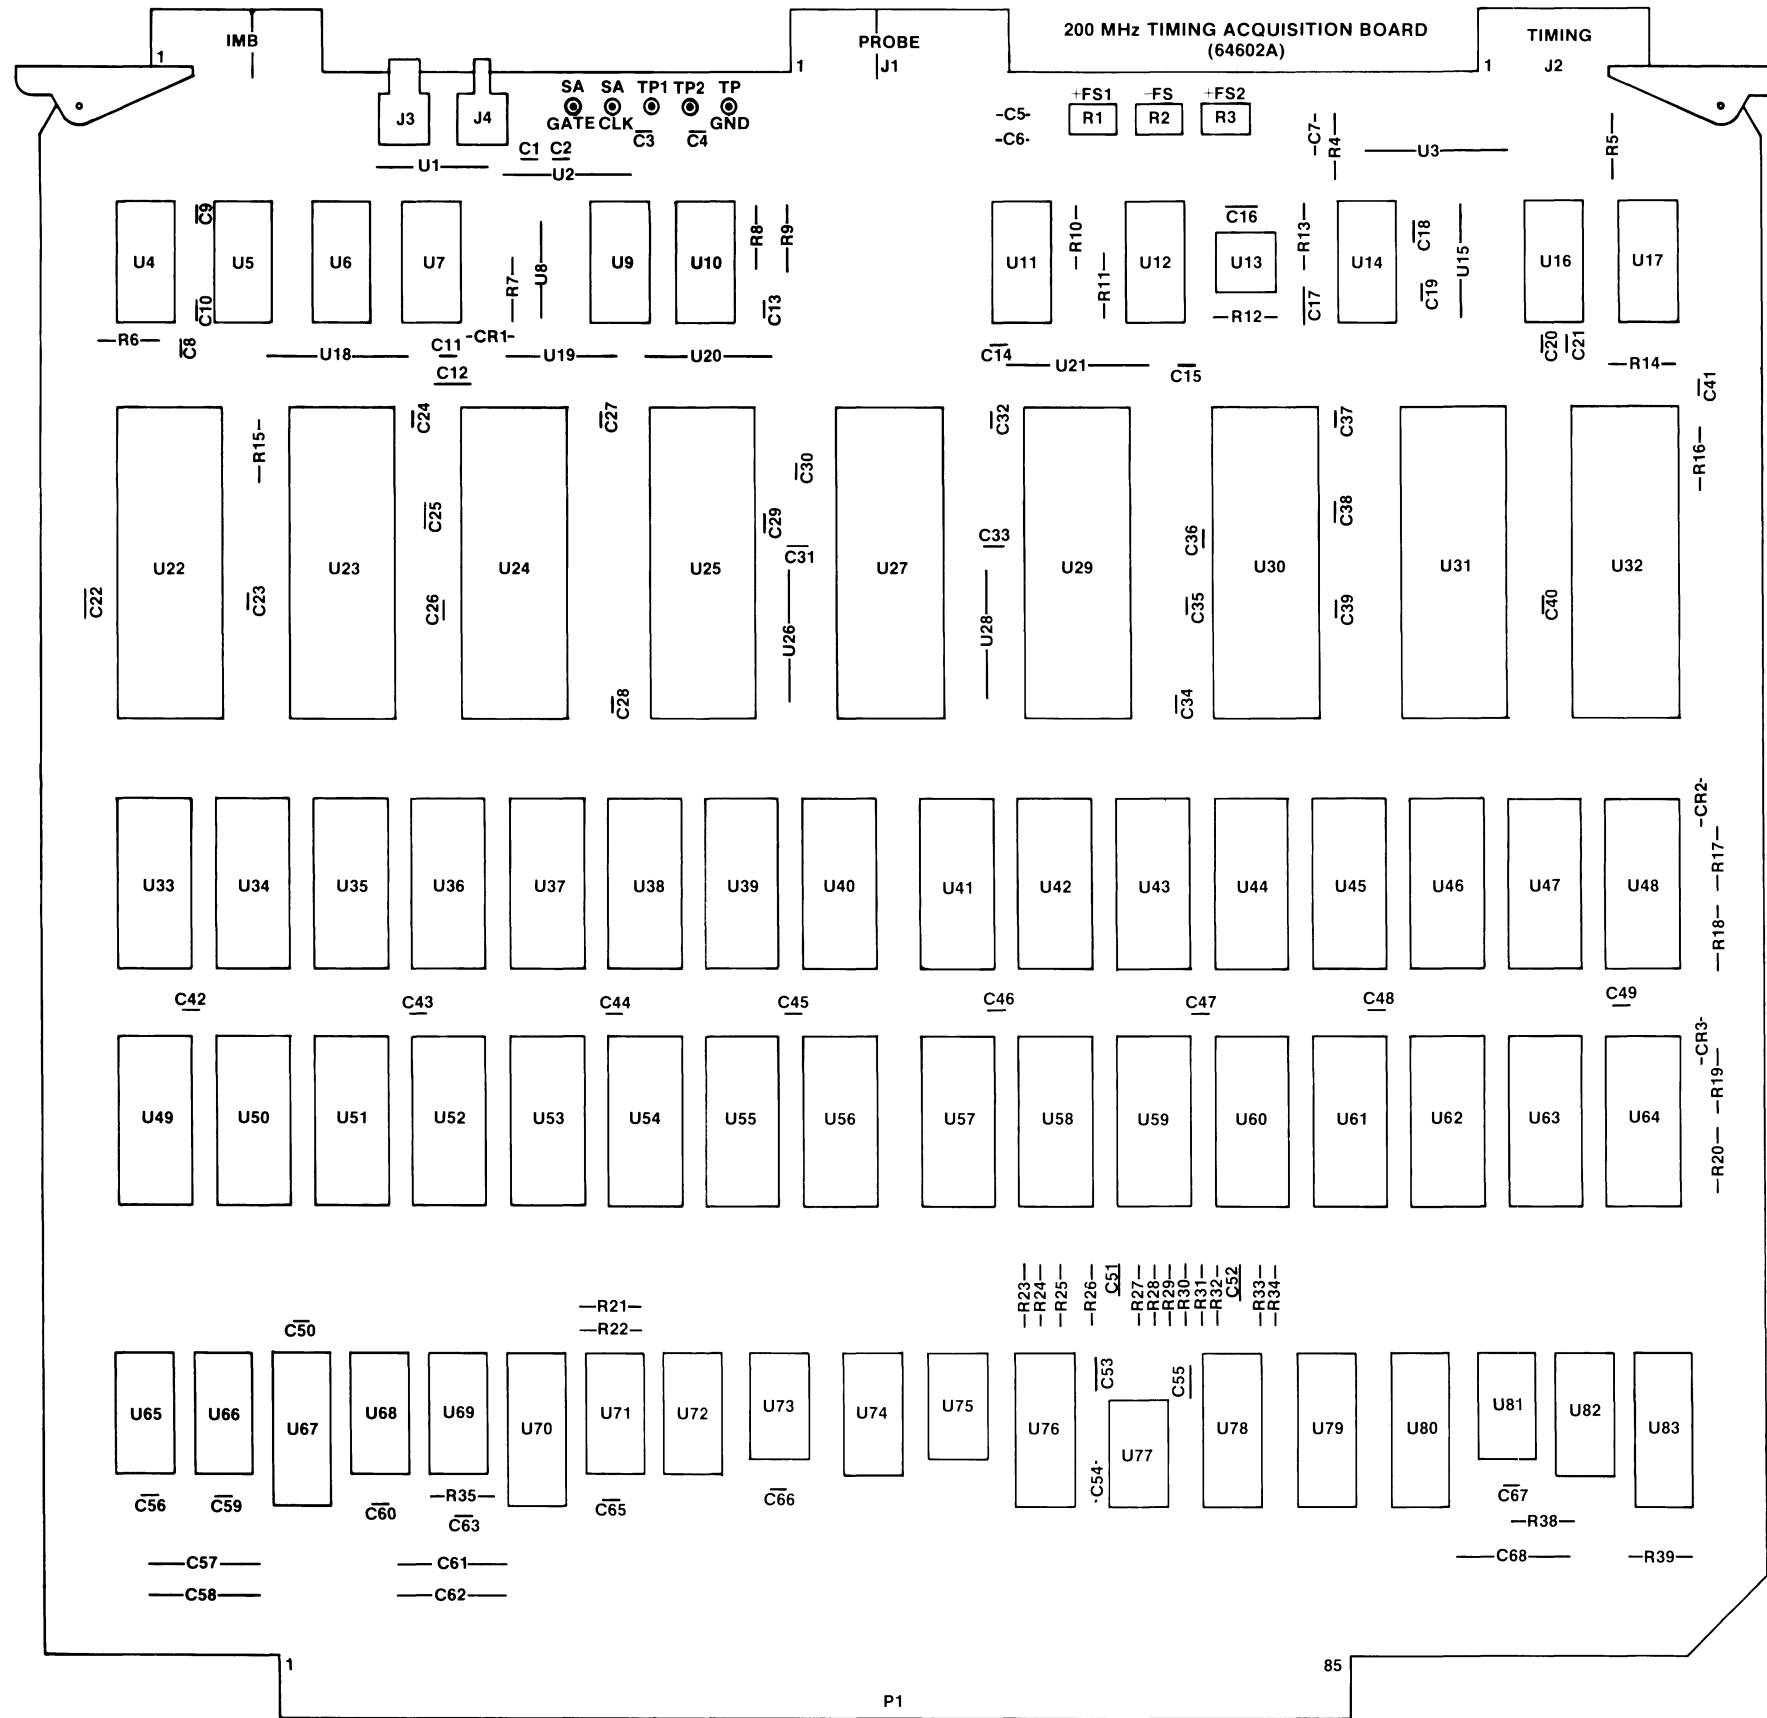 IMB
PROBE
200 MHz TIMING ACQUISITION BOARD
(64602A)
TIMING
1
1
J1
1
J2
SA SA TP1 TP2 TP
GATE CLK GND
J3 J4
C3 C4
-C5-
-C6-
+FS1 -FS +FS2
R1 R2 R3
C7
R4
U3
R5
C1 C2
U1
U2
U4 C9 U5 U6 U7 R7 U8 U9 U10 R8 R9
C10 C13
U11 R10 R11 U12 C16 U13 R13 U14 C18 U15 U16 U17
R12 C17 C19
R6 C8 U18 C11 -CR1- U19 U20
C12
C14 U21 C15 C20 C21 R14
C41
C24 C27 C32 C37
R15 C30 R16
C25 C29 C31 C33 C36 C38
U22 U23 U24 U25 U27 U29 U30 U31 U32
C22 C23 C26 U26 U28 C35 C39 C40
C28 C34
-CR2-
R17
U33 U34 U35 U36 U37 U38 U39 U40 U41 U42 U43 U44 U45 U46 U47 U48
R18
C42 C43 C44 C45 C46 C47 C48 C49
-CR3-
R19
U49 U50 U51 U52 U53 U54 U55 U56 U57 U58 U59 U60 U61 U62 U63 U64
R20
R23 R24 R25 R26 C51 R27 R28 R29 R30 R31 R32 C52 R33 R34
R21
C50 R22
C53 C55
U65 U66 U67 U68 U69 U70 U71 U72 U73 U74 U75 U76 U77 U78 U79 U80 U81 U82 U83
C56 C59 C60 R35 C65 C66 -C54- C67
C63 R38
C57 C61 C68 R39
C58 C62
1 85
P1